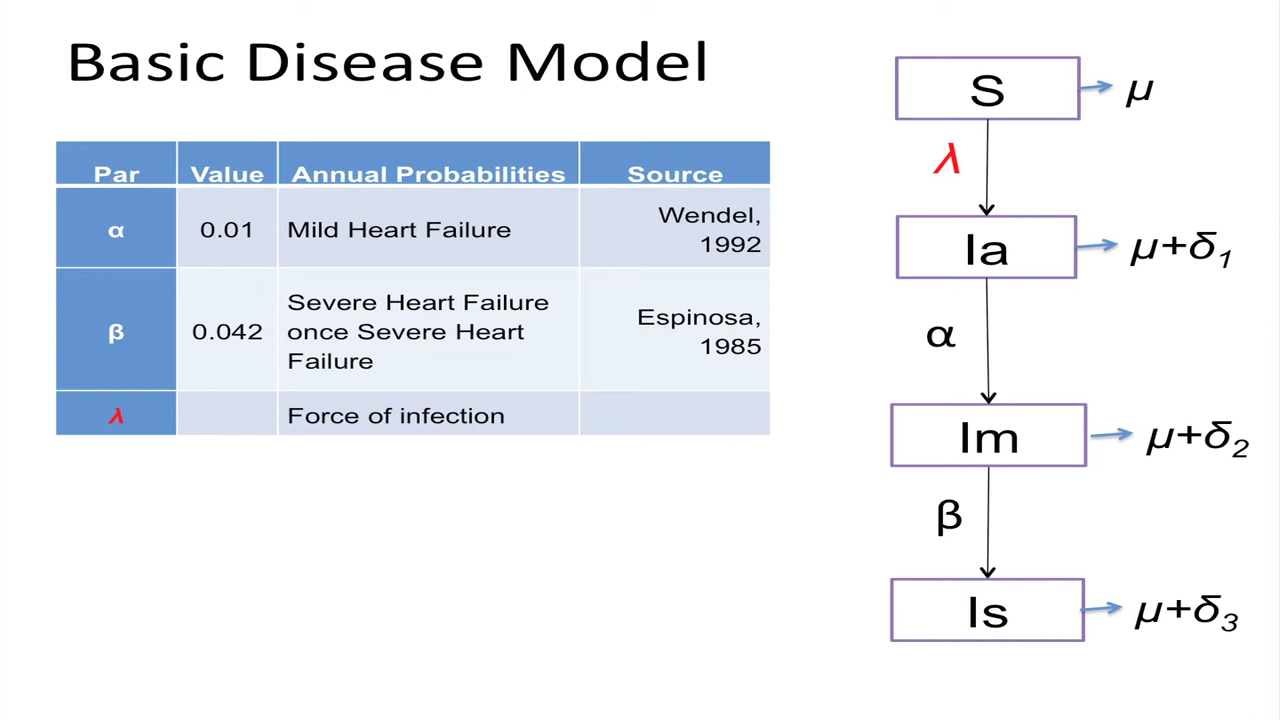 Basic Disease Model
Par Value Annual Probabilities Source
α 0.01 Mild Heart Failure Wendel,
1992
β 0.042 Severe Heart Failure
once Severe Heart
Failure
Espinosa,
1985
λ Force of infection
S μ
λ
Ia μ+δ1
α
Im μ+δ2
β
Is μ+δ3